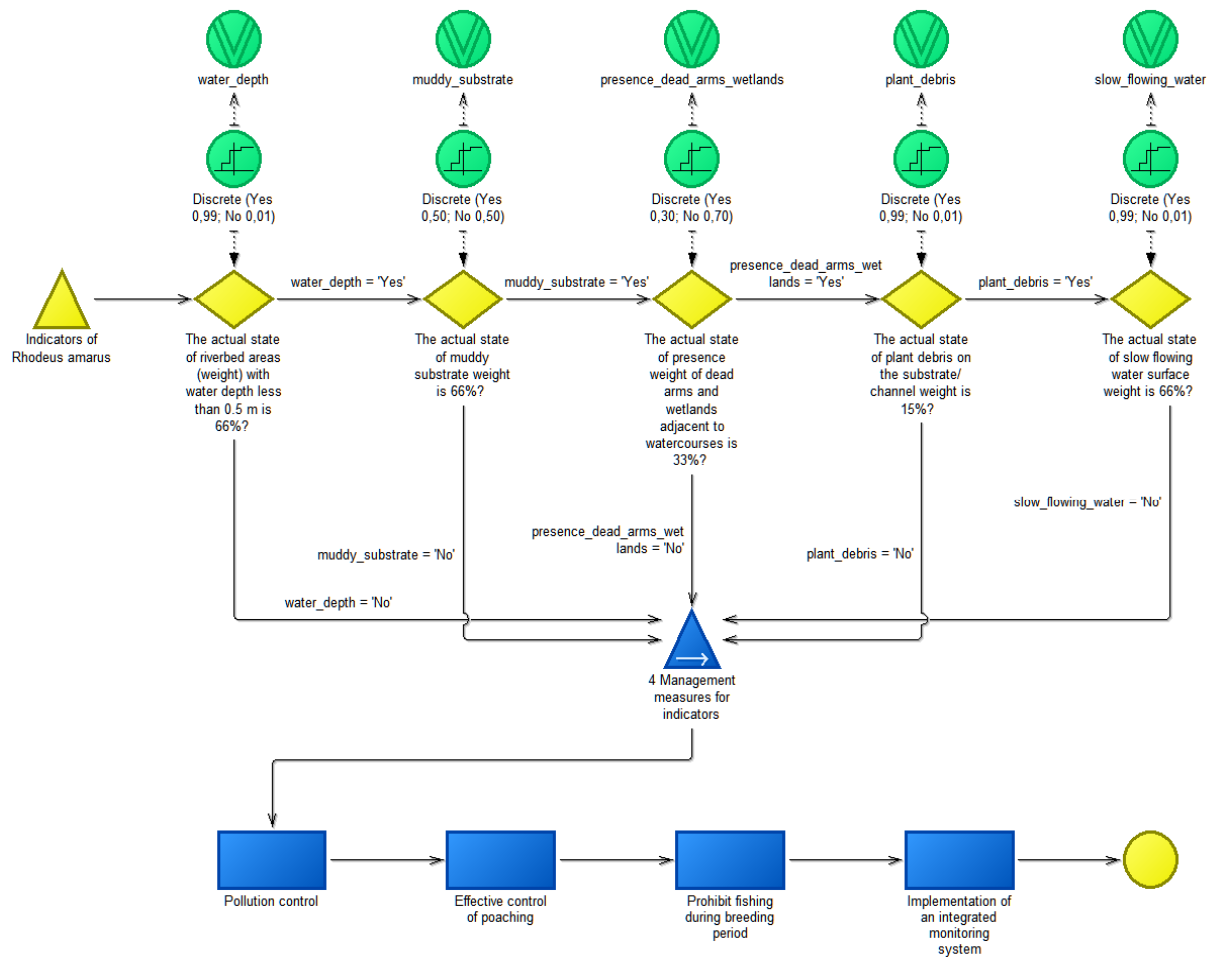 water_depth
muddy_substrate
presence_dead_arms_wetlands
plant_debris
slow_flowing_water
Discrete (Yes
0,99; No 0,01)
Discrete (Yes
0,50; No 0,50)
Discrete (Yes
0,30; No 0,70)
Discrete (Yes
0,99; No 0,01)
Discrete (Yes
0,99; No 0,01)
water_depth = 'Yes'
muddy_substrate = 'Yes'
presence_dead_arms_wet
lands = 'Yes'
plant_debris = 'Yes'
Indicators of
Rhodeus amarus
The actual state
of riverbed areas
(weight) with
water depth less
than 0.5 m is
66%?
The actual state
of muddy
substrate weight
is 66%?
The actual state
of presence
weight of dead
arms and
wetlands
adjacent to
watercourses is
33%?
The actual state
of plant debris on
the substrate/
channel weight is
15%?
The actual state
of slow flowing
water surface
weight is 66%?
slow_flowing_water = 'No'
presence_dead_arms_wet
lands = 'No'
muddy_substrate = 'No'
plant_debris = 'No'
water_depth = 'No'
4 Management
measures for
indicators
Pollution control
Effective control
of poaching
Prohibit fishing
during breeding
period
Implementation of
an integrated
monitoring
system